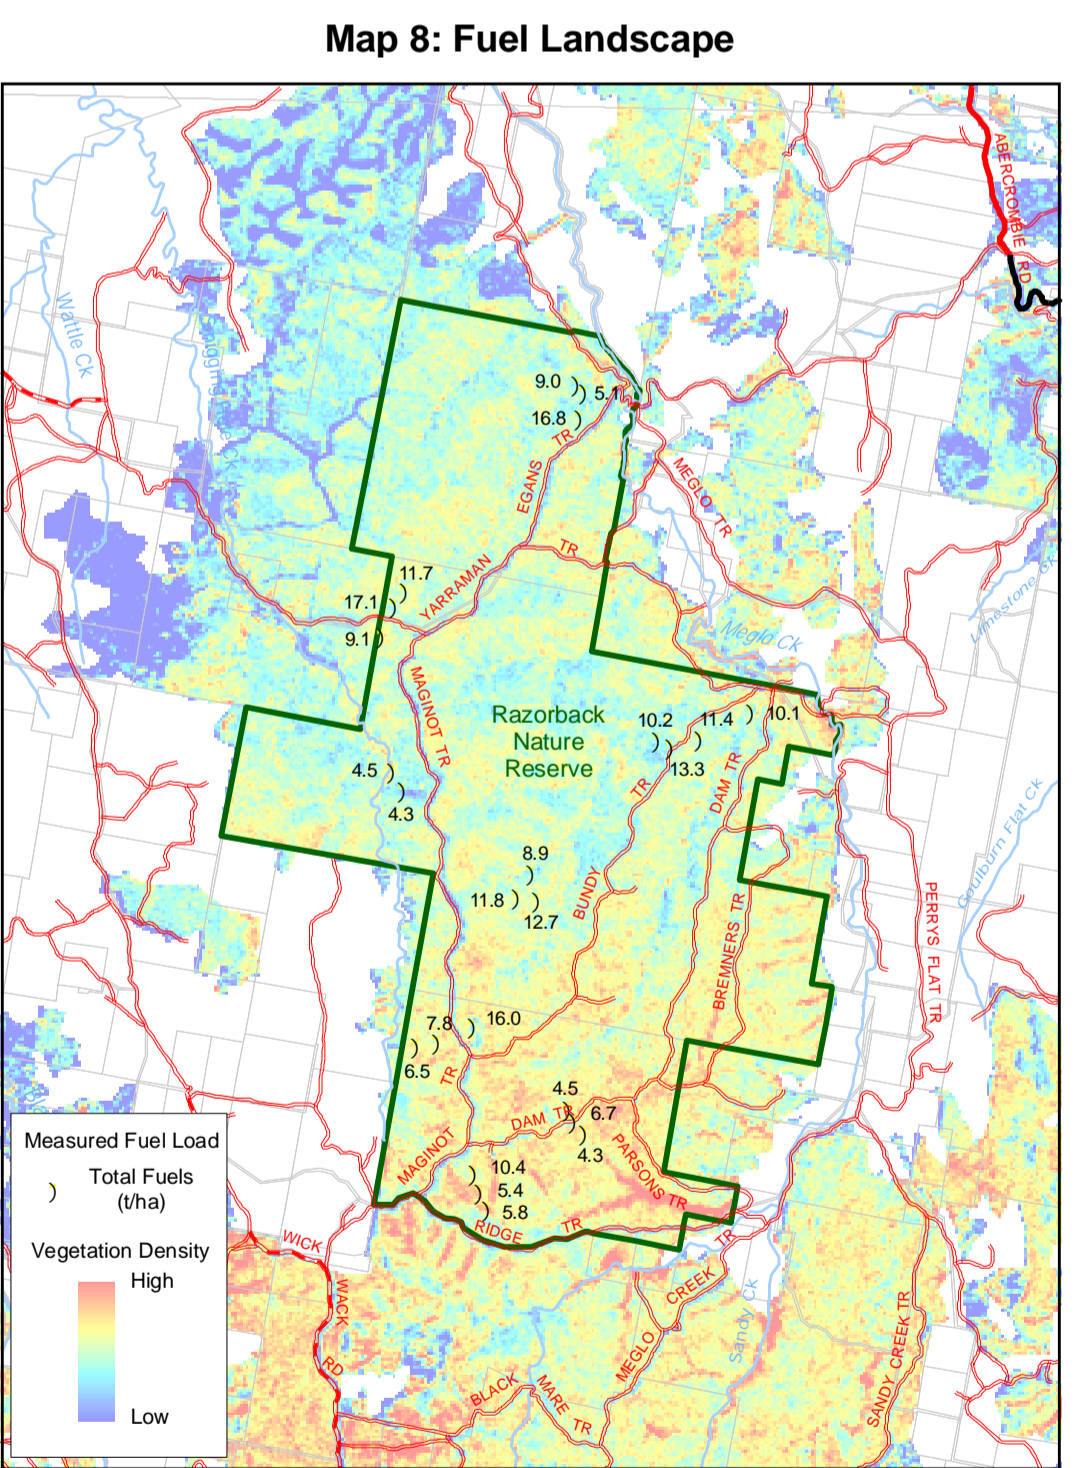 Map 8: Fuel Landscape
ABERCROMBIE RD
Wattle Ck
9.0
5.1
16.8
EGANS TR
MEGLO TR
TR
YARRAMAN
11.7
17.1
9.1
Limestone Ck
Meglo Ck
MAGINOT TR
Razorback
Nature
Reserve
10.2
11.4
10.1
13.3
4.5
4.3
DAM TR
BUNDY TR
8.9
11.8
12.7
Goulburn Flat Ck
PERRYS FLAT TR
BREMNERS TR
7.8
16.0
6.5
4.5
6.7
4.3
DAM TR
MAGINOT TR
PARSONS TR
10.4
5.4
5.8
RIDGE TR
WICK
WACK
RD
MEGLO CREEK TR
Sandy Ck
BLACK
MARE TR
SANDY CREEK TR
Measured Fuel Load
Total Fuels
(t/ha)
Vegetation Density
High
Low